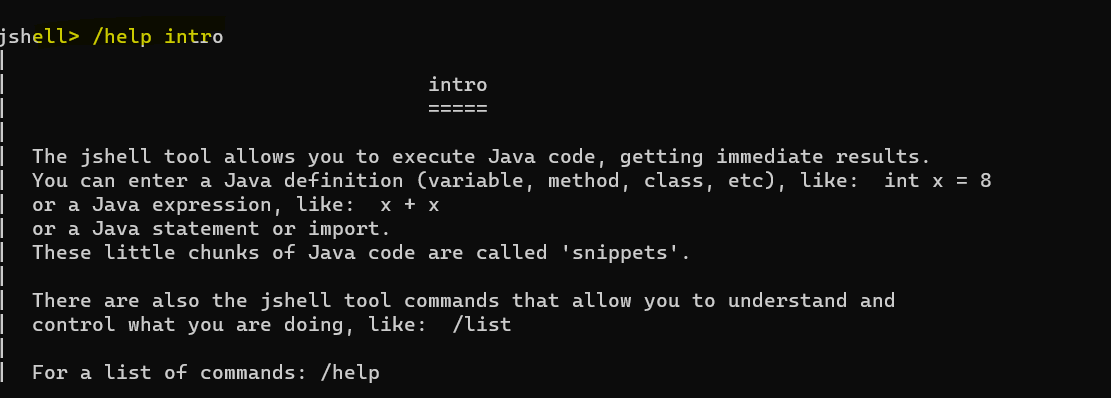 jshell> /help intro
|
|                                   intro
|                                   =====
|
|  The jshell tool allows you to execute Java code, getting immediate results.
|  You can enter a Java definition (variable, method, class, etc), like:  int x = 8
|  or a Java expression, like:  x + x
|  or a Java statement or import.
|  These little chunks of Java code are called 'snippets'.
|
|  There are also the jshell tool commands that allow you to understand and
|  control what you are doing, like:  /list
|
|  For a list of commands: /help